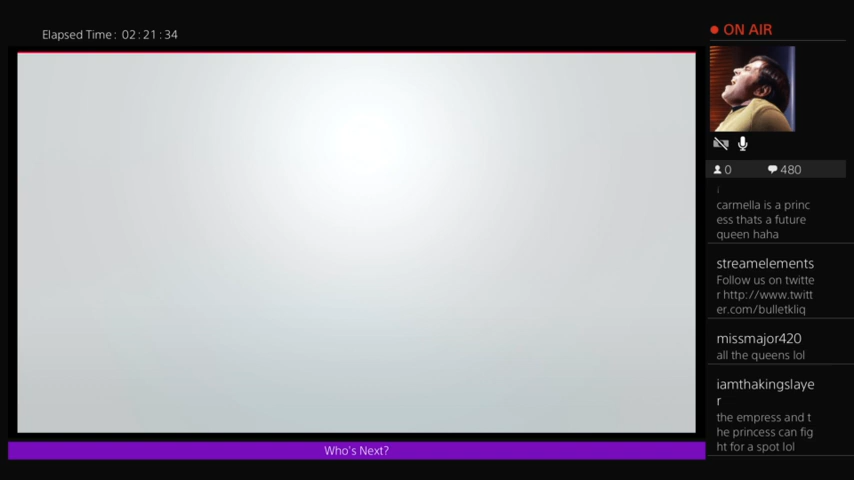 Elapsed Time: 02:21:34
ON AIR
0
480
carmella is a princ
ess thats a future
queen haha
streamelements
Follow us on twitte
r http://www.twitt
er.com/bulletkliq
missmajor420
all the queens lol
iamthakingslaye
r
the empress and t
he princess can fig
ht for a spot lol
Who's Next?